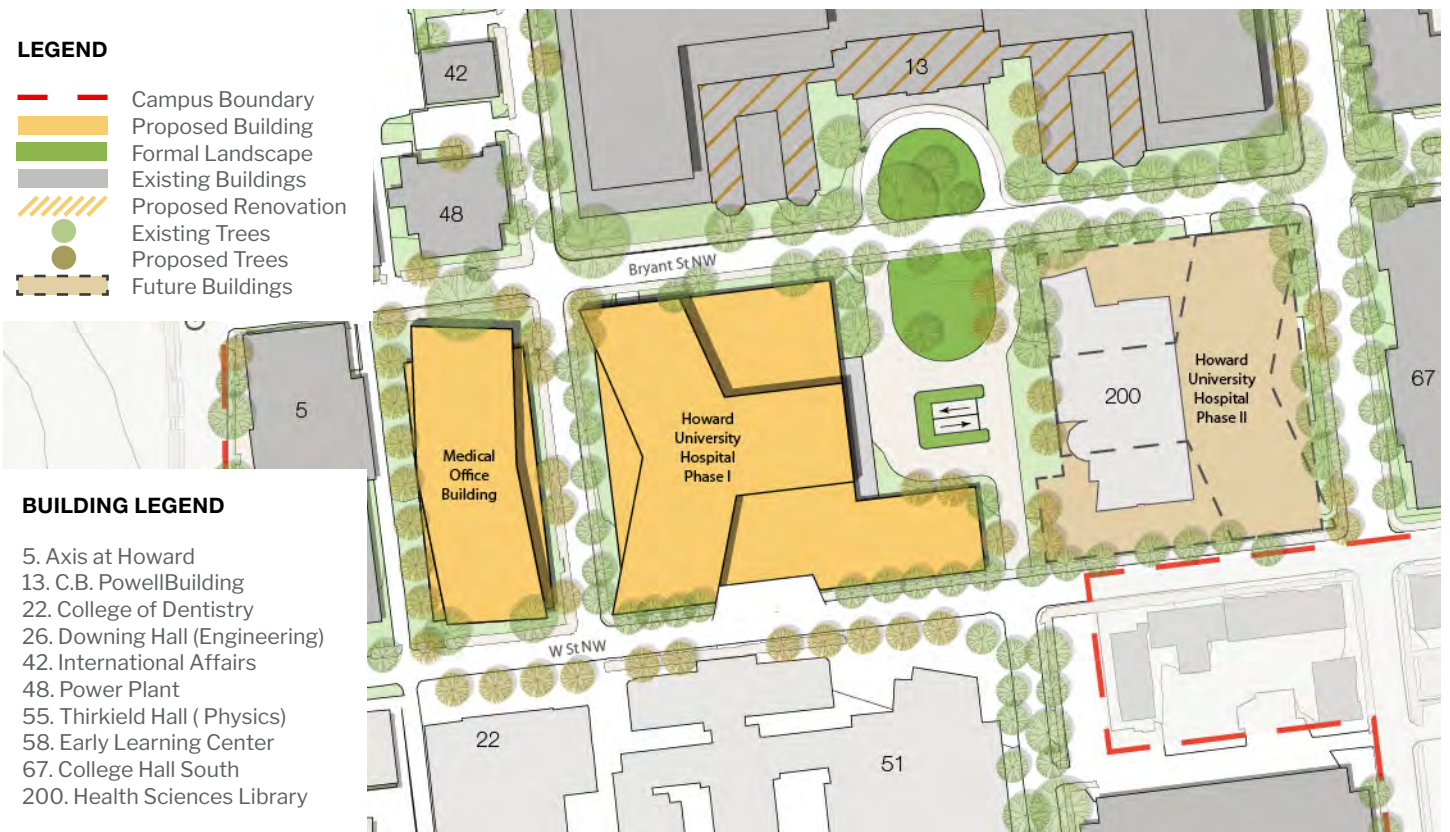 LEGEND
Campus Boundary
Proposed Building
Formal Landscape
Existing Buildings
Proposed Renovation
Existing Trees
Proposed Trees
Future Buildings
BUILDING LEGEND
5. Axis at Howard
13. C.B. PowellBuilding
22. College of Dentistry
26. Downing Hall (Engineering)
42. International Affairs
48. Power Plant
55. Thirkield Hall ( Physics)
58. Early Learning Center
67. College Hall South
200. Health Sciences Library
42
13
48
Bryant St NW
5
Medical
Office
Building
Howard
University
Hospital
Phase I
200
Howard
University
Hospital
Phase II
67
W St NW
22
51